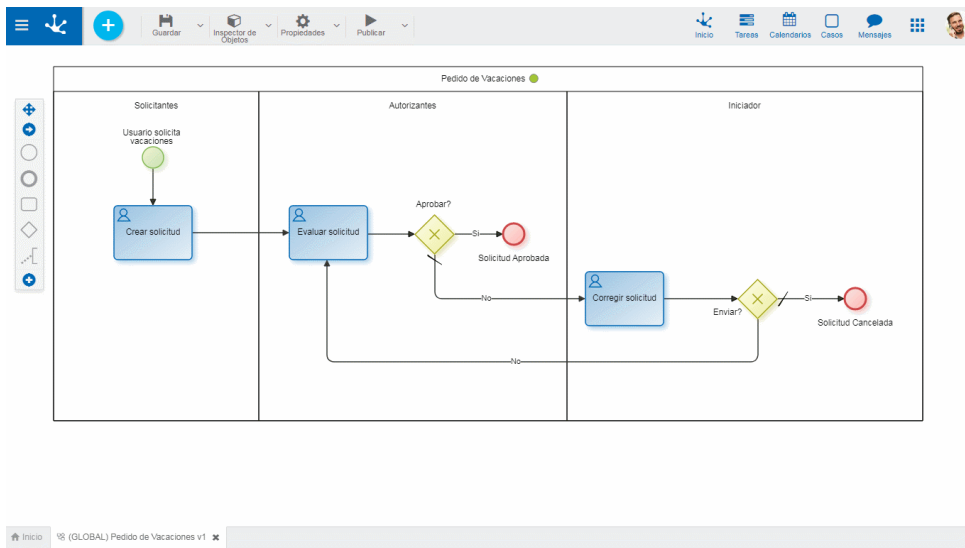 Guardar
Inspector de
Objetos
Propiedades
Publicar
Inicio
Tareas
Calendarios
Casos
Mensajes
Pedido de Vacaciones
Solicitantes
Autorizantes
Iniciador
Usuario solicita
vacaciones
Crear solicitud
Evaluar solicitud
Aprobar?
Si
Solicitud Aprobada
No
Corregir solicitud
Enviar?
Si
Solicitud Cancelada
No
Inicio
(GLOBAL) Pedido de Vacaciones v1